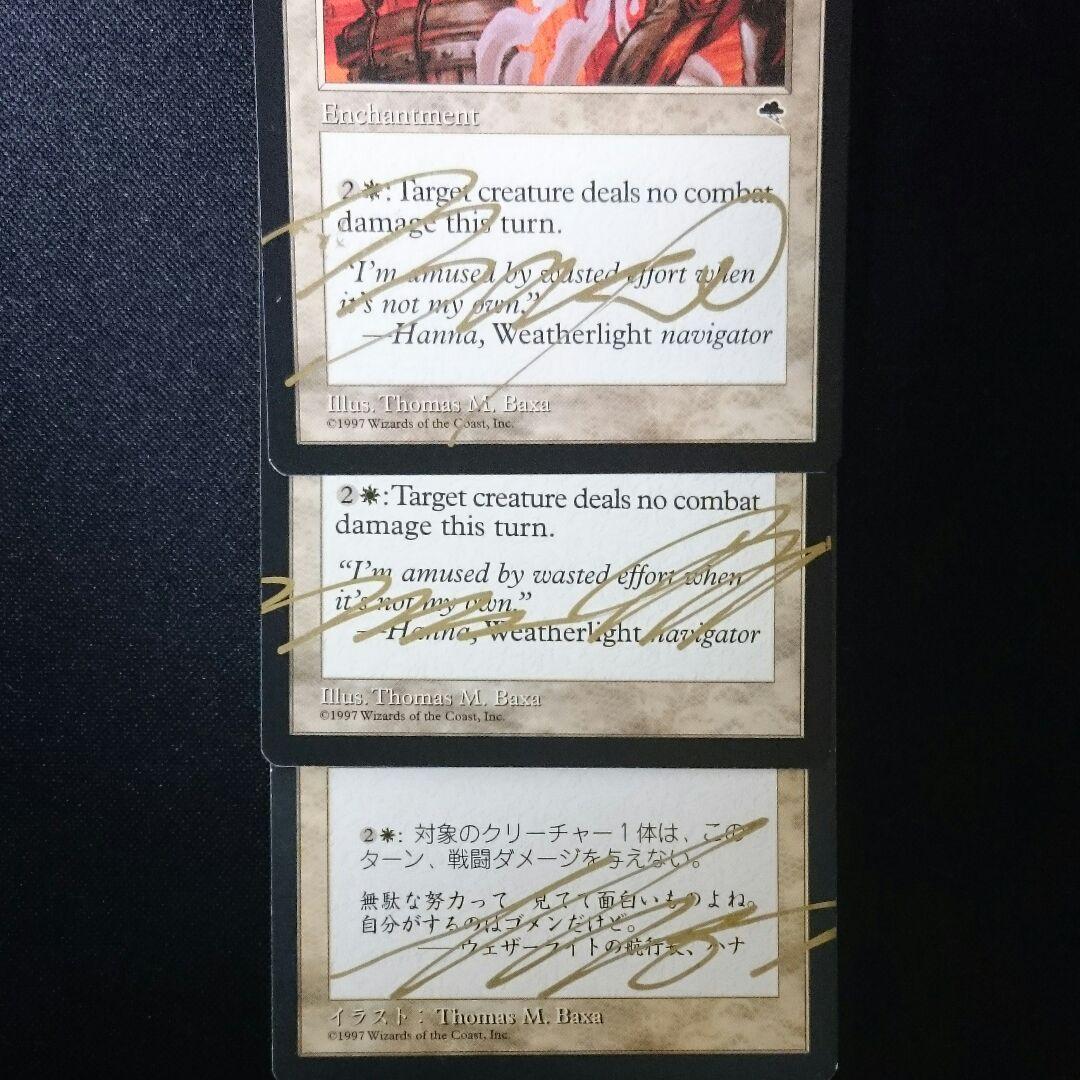 Enchantment
2: Target creature deals no combat
damage this turn.
"I'm amused by wasted effort when
it's not my own."
—Hanna, Weatherlight navigator
Illus. Thomas M. Baxa
©1997 Wizards of the Coast, Inc.
2: Target creature deals no combat
damage this turn.
"I'm amused by wasted effort when
it's not my own."
—Hanna, Weatherlight navigator
Illus. Thomas M. Baxa
©1997 Wizards of the Coast, Inc.
2: 対象のクリーチャー1体は、この
ターン、戦闘ダメージを与えない。
無駄な努力って、見てて面白いものよね。
自分がするのはゴメンだけど。
——ウェザーライトの航行長、ハナ
イラスト: Thomas M. Baxa
©1997 Wizards of the Coast, Inc.